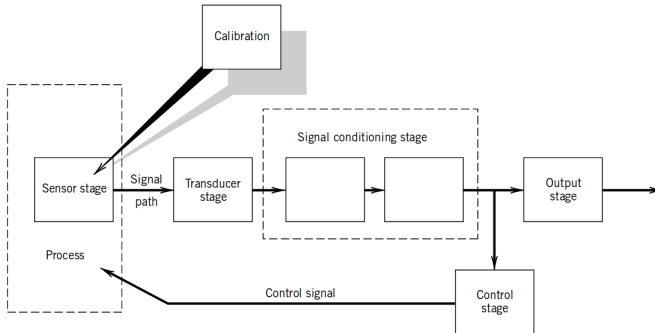 Calibration
Signal conditioning stage
Sensor stage
Signal
path
Transducer
stage
Output
stage
Process
Control signal
Control
stage